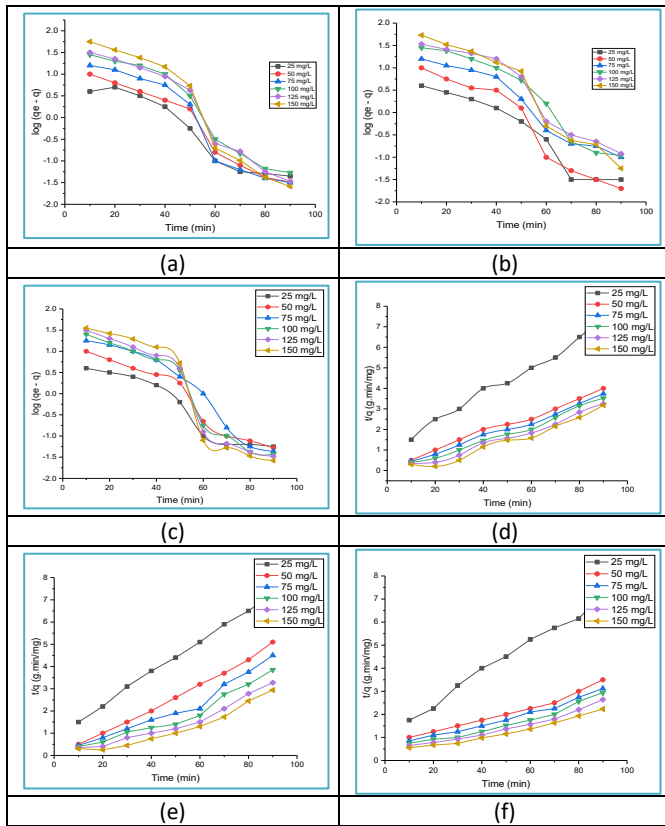 2.0
1.5
1.0
0.5
0.0
-0.5
-1.0
-1.5
-2.0
log (qe - q)
0
20
40
60
80
100
Time (min)
25 mg/L
50 mg/L
75 mg/L
100 mg/L
125 mg/L
150 mg/L
2.0
1.5
1.0
0.5
0.0
-0.5
-1.0
-1.5
-2.0
log (qe - q)
0
20
40
60
80
100
Time (min)
25 mg/L
50 mg/L
75 mg/L
100 mg/L
125 mg/L
150 mg/L
(a)
(b)
2.0
1.5
1.0
0.5
0.0
-0.5
-1.0
-1.5
-2.0
log (qe - q)
0
20
40
60
80
100
Time (min)
25 mg/L
50 mg/L
75 mg/L
100 mg/L
125 mg/L
150 mg/L
8
7
6
5
4
3
2
1
0
t/q (g.min/mg)
0
20
40
60
80
100
Time (min)
25 mg/L
50 mg/L
75 mg/L
100 mg/L
125 mg/L
150 mg/L
(c)
(d)
8
7
6
5
4
3
2
1
0
t/q (g.min/mg)
0
20
40
60
80
100
Time (min)
25 mg/L
50 mg/L
75 mg/L
100 mg/L
125 mg/L
150 mg/L
8
7
6
5
4
3
2
1
0
t/q (g.min/mg)
0
20
40
60
80
100
Time (min)
25 mg/L
50 mg/L
75 mg/L
100 mg/L
125 mg/L
150 mg/L
(e)
(f)